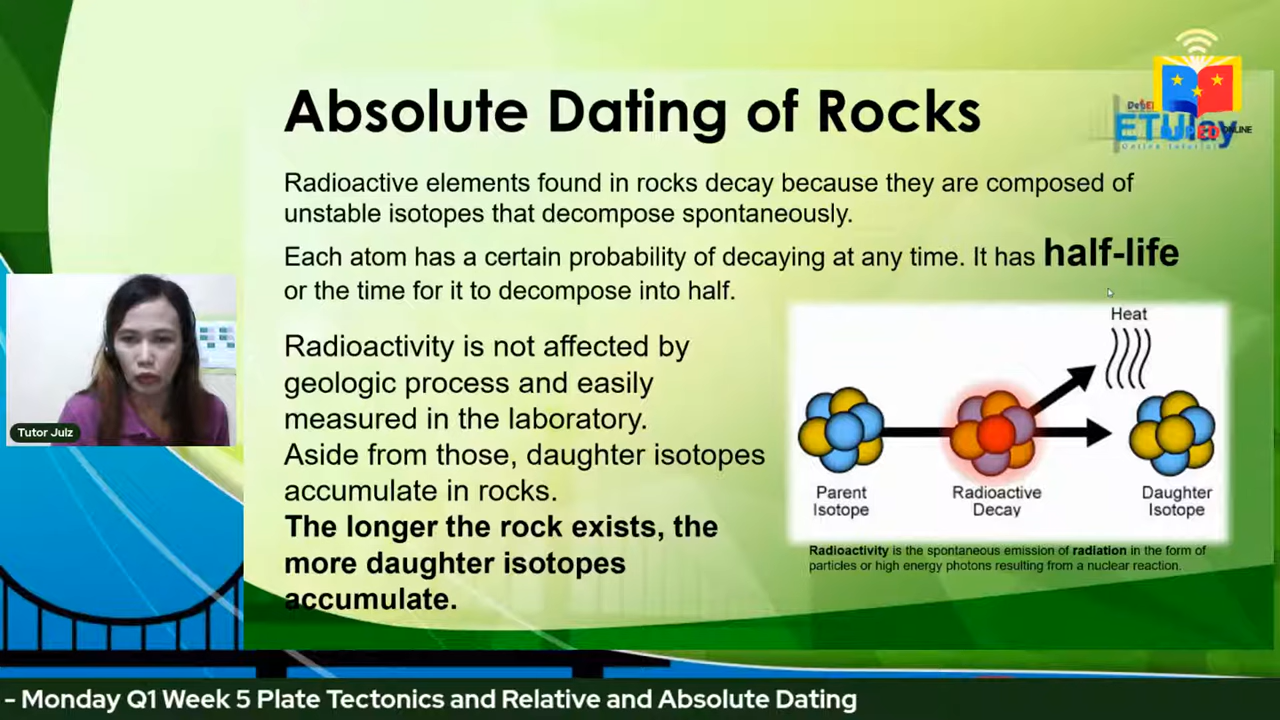 Absolute Dating of Rocks
DepEd
ETUlay
ONLINE
Online Tutorial
Radioactive elements found in rocks decay because they are composed of
unstable isotopes that decompose spontaneously.
Each atom has a certain probability of decaying at any time. It has half-life
or the time for it to decompose into half.
Radioactivity is not affected by
geologic process and easily
measured in the laboratory.
Aside from those, daughter isotopes
accumulate in rocks.
The longer the rock exists, the
more daughter isotopes
accumulate.
Heat
Parent
Isotope
Radioactive
Decay
Daughter
Isotope
Radioactivity is the spontaneous emission of radiation in the form of
particles or high energy photons resulting from a nuclear reaction.
Tutor Julz
- Monday Q1 Week 5 Plate Tectonics and Relative and Absolute Dating